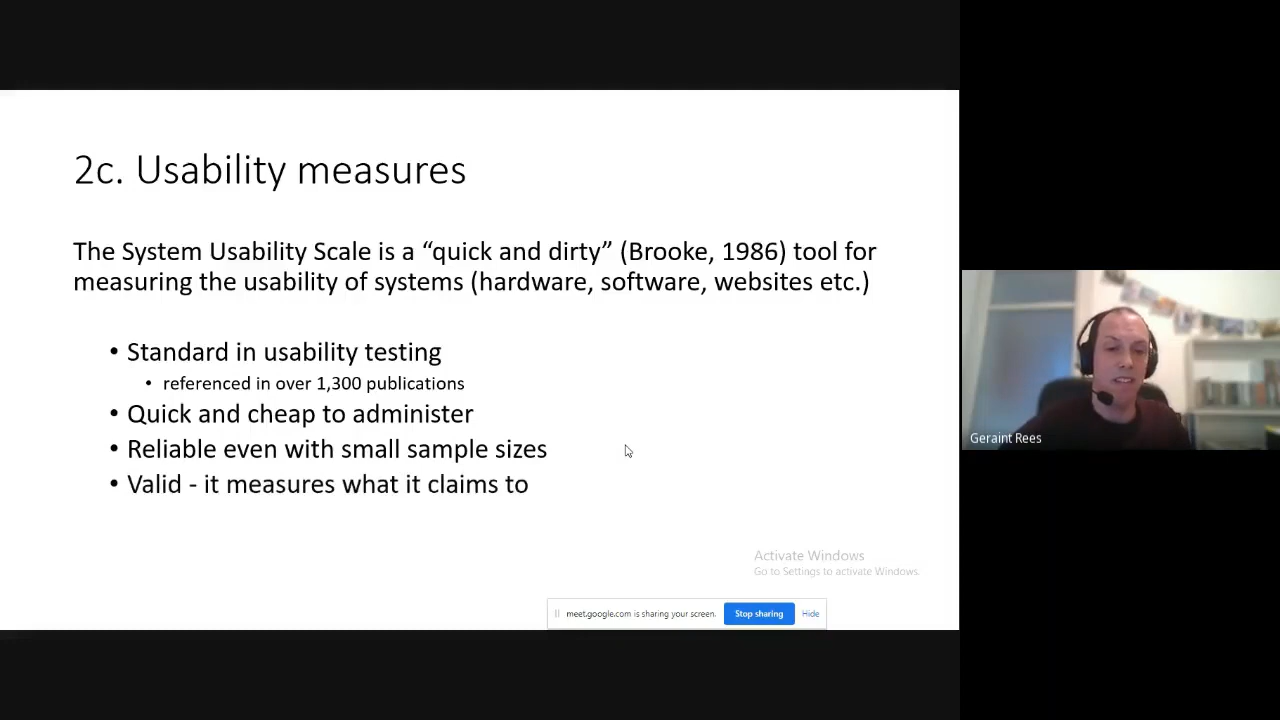 2c. Usability measures
The System Usability Scale is a “quick and dirty” (Brooke, 1986) tool for
measuring the usability of systems (hardware, software, websites etc.)
• Standard in usability testing
• referenced in over 1,300 publications
• Quick and cheap to administer
• Reliable even with small sample sizes
• Valid - it measures what it claims to
Geraint Rees
Activate Windows
Go to Settings to activate Windows.
meet.google.com is sharing your screen.
Stop sharing
Hide